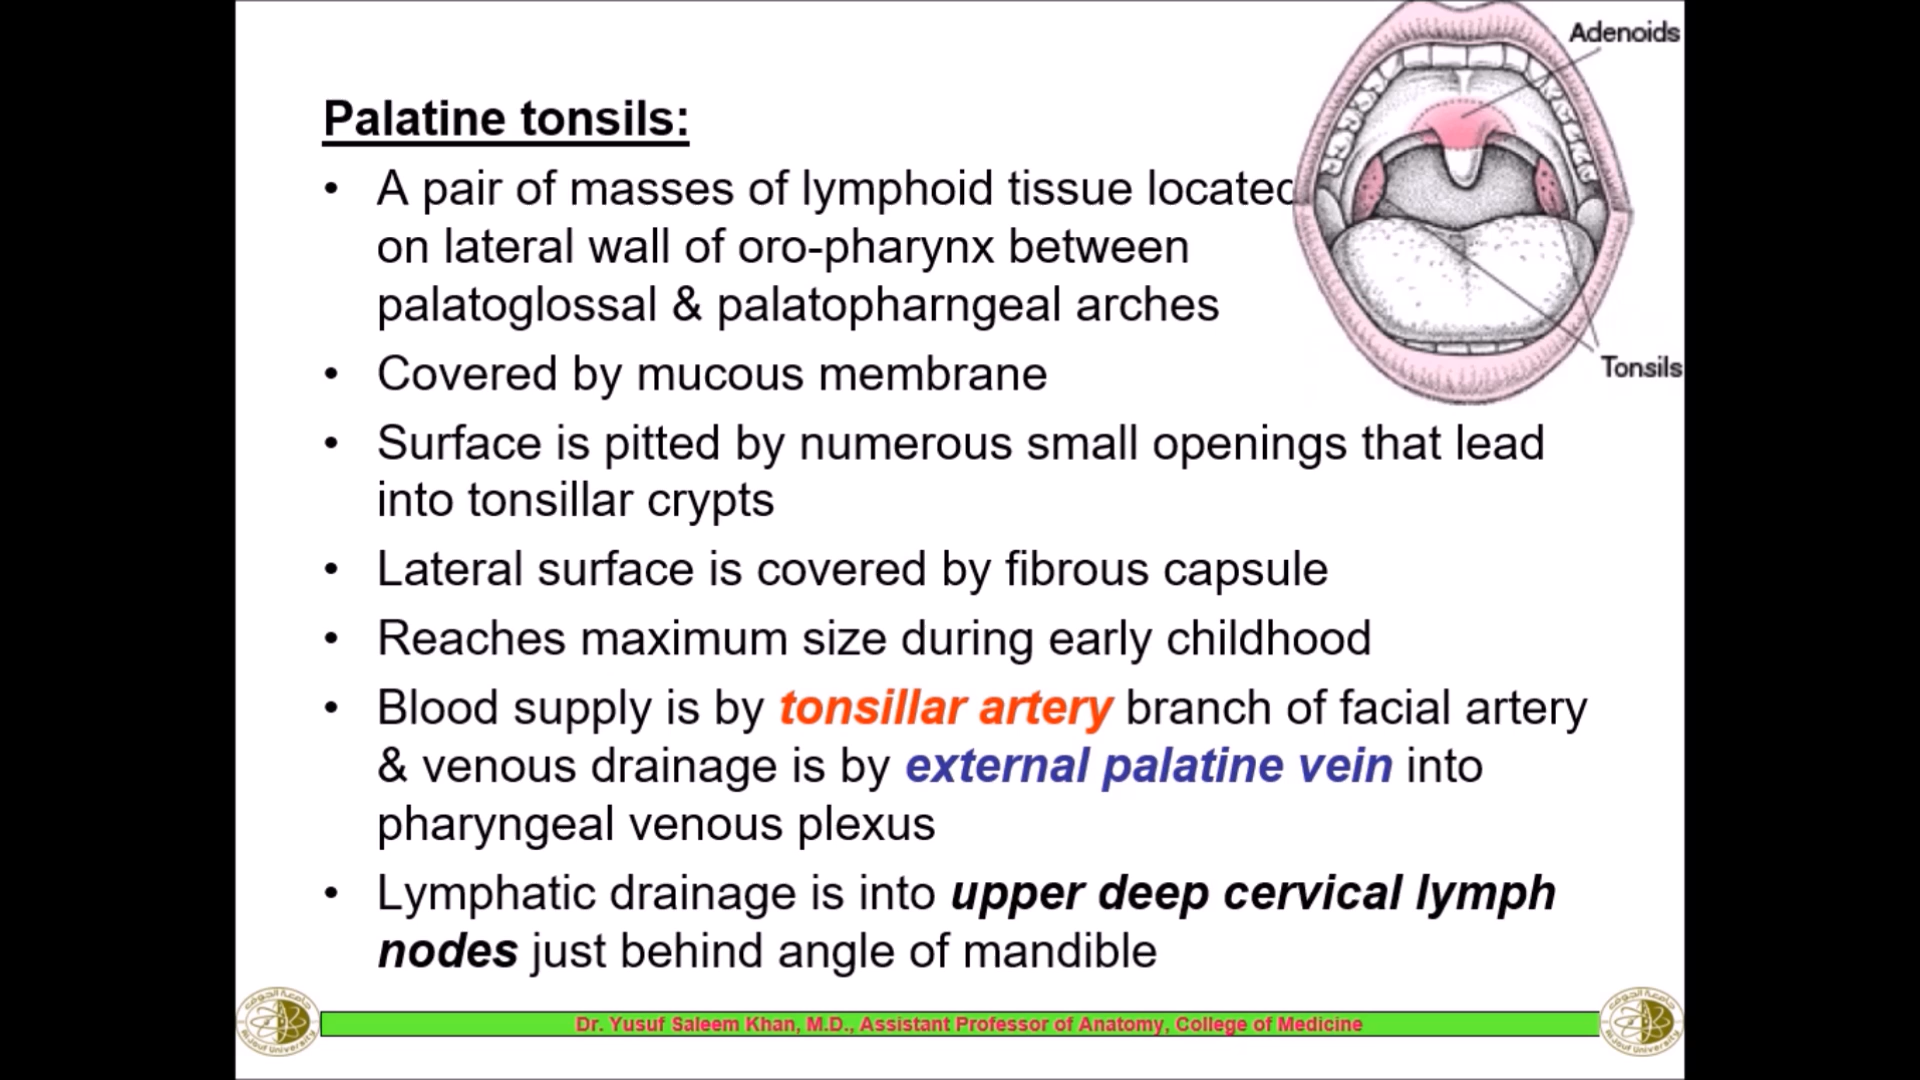 Adenoids
Palatine tonsils:
• A pair of masses of lymphoid tissue located
on lateral wall of oro-pharynx between
palatoglossal & palatopharngeal arches
Tonsils
• Covered by mucous membrane
• Surface is pitted by numerous small openings that lead
into tonsillar crypts
• Lateral surface is covered by fibrous capsule
• Reaches maximum size during early childhood
• Blood supply is by tonsillar artery branch of facial artery
& venous drainage is by external palatine vein into
pharyngeal venous plexus
• Lymphatic drainage is into upper deep cervical lymph
nodes just behind angle of mandible
Dr. Yusuf Saleem Khan, M.D., Assistant Professor of Anatomy, College of Medicine